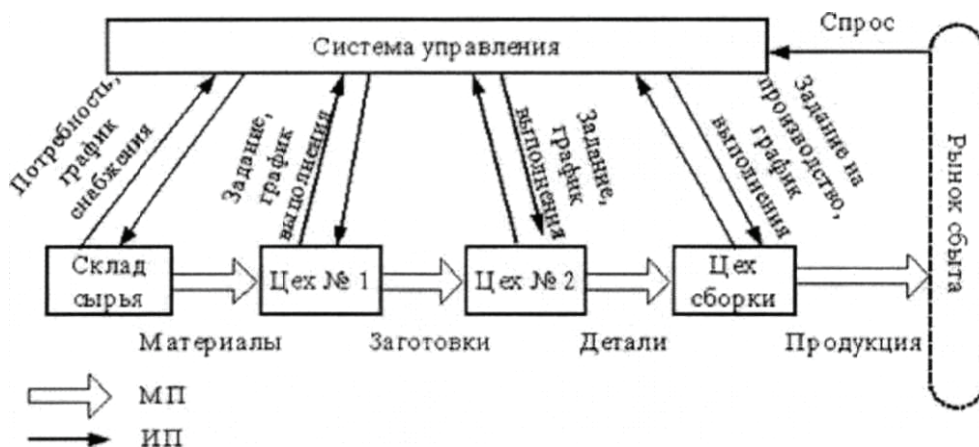 Спрос
Система управления
Потребность,
график
снабжения
Задание,
график
выполнения
Задание,
график
выполнения
Задание на
производство,
график
выполнения
Рынок сбыта
Склад
сырья
Цех № 1
Цех № 2
Цех
сборки
Материалы
Заготовки
Детали
Продукция
МП
ИП